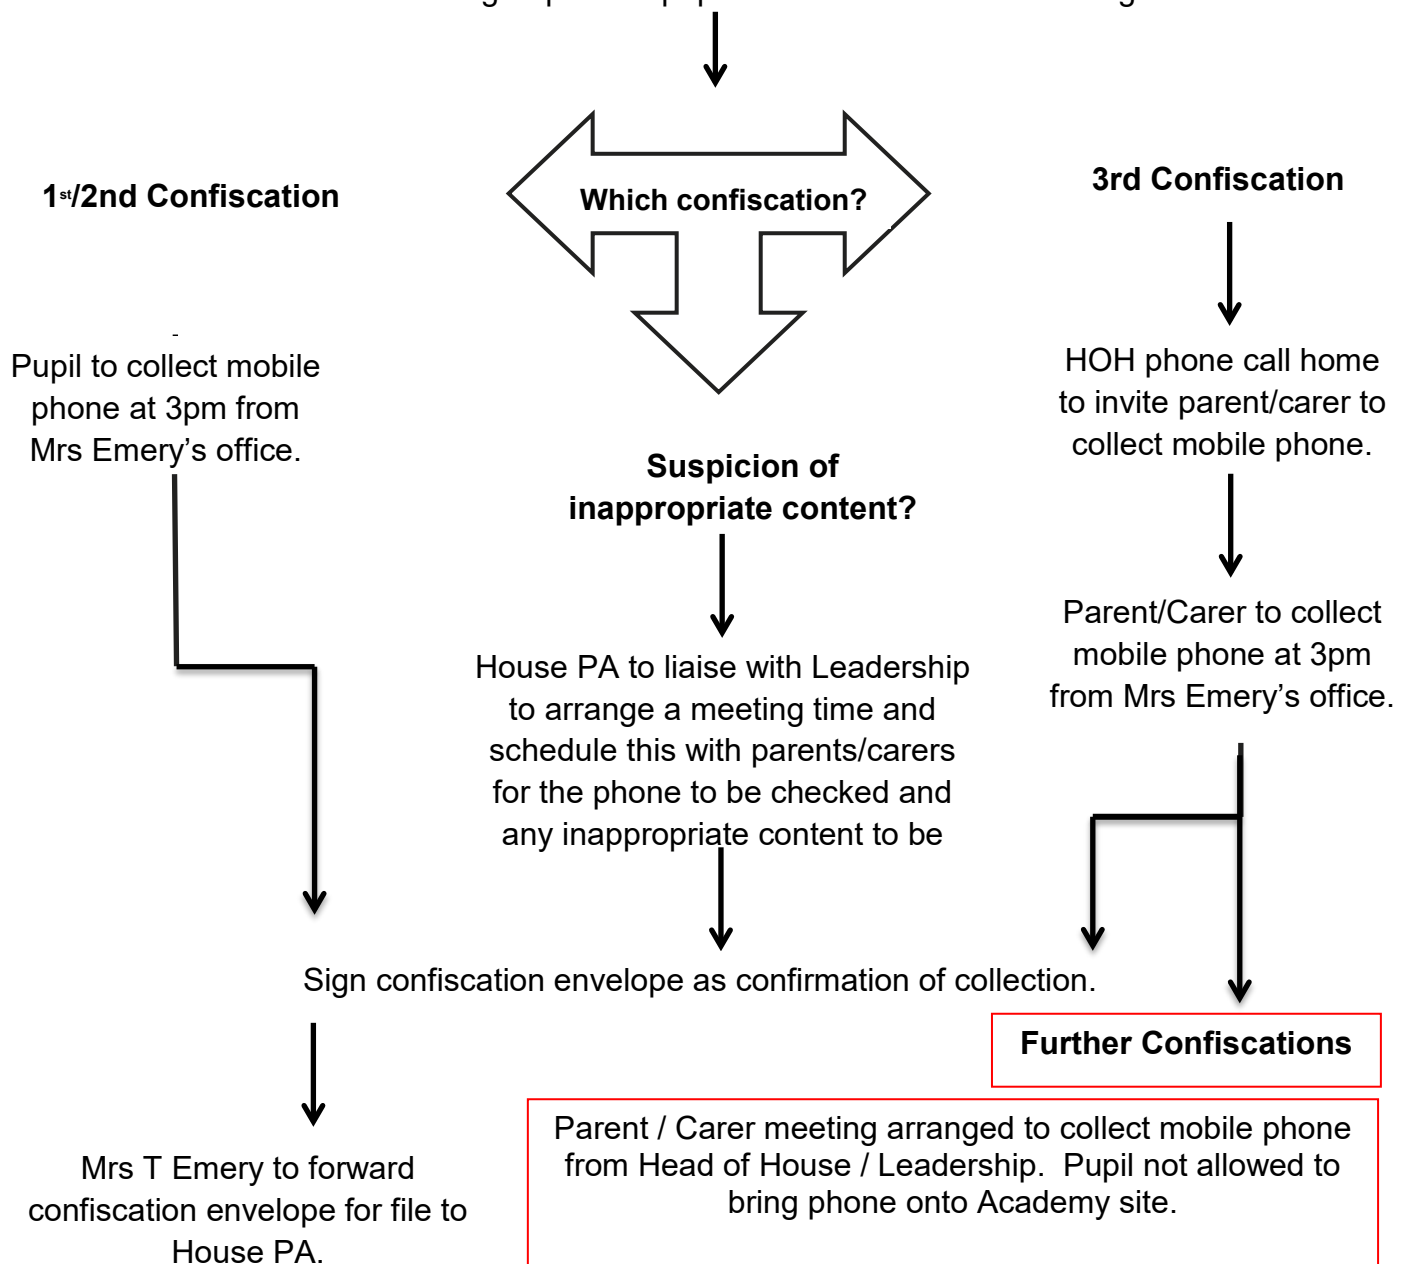 1st/2nd Confiscation
Which confiscation?
3rd Confiscation
Pupil to collect mobile
phone at 3pm from
Mrs Emery’s office.
Suspicion of
inappropriate content?
HOH phone call home
to invite parent/carer to
collect mobile phone.
House PA to liaise with Leadership
to arrange a meeting time and
schedule this with parents/carers
for the phone to be checked and
any inappropriate content to be
Parent/Carer to collect
mobile phone at 3pm
from Mrs Emery’s office.
Sign confiscation envelope as confirmation of collection.
Further Confiscations
Parent / Carer meeting arranged to collect mobile phone
from Head of House / Leadership.  Pupil not allowed to
bring phone onto Academy site.
Mrs T Emery to forward
confiscation envelope for file to
House PA.